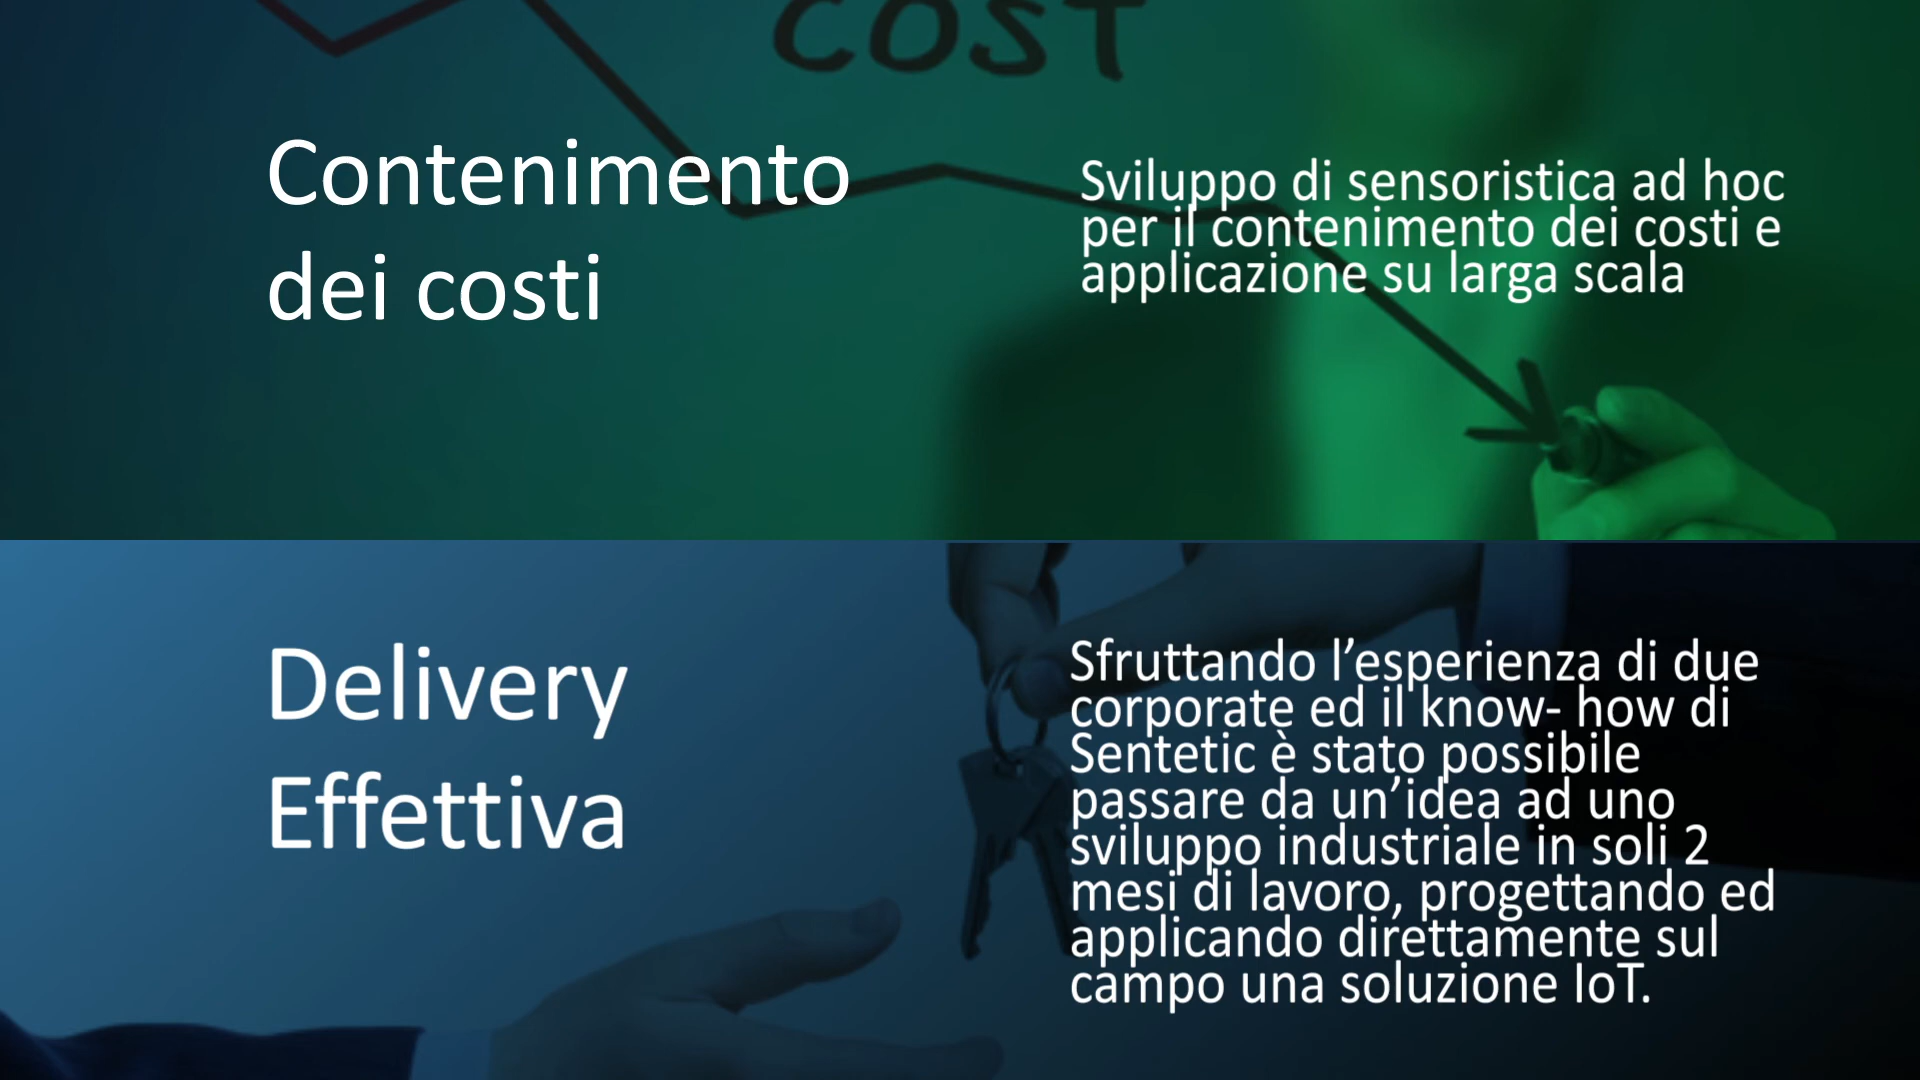 COST
Contenimento
dei costi
Sviluppo di sensoristica ad hoc
per il contenimento dei costi e
applicazione su larga scala
Delivery
Effettiva
Sfruttando l’esperienza di due
corporate ed il know- how di
Sentetic è stato possibile
passare da un’idea ad uno
sviluppo industriale in soli 2
mesi di lavoro, progettando ed
applicando direttamente sul
campo una soluzione IoT.